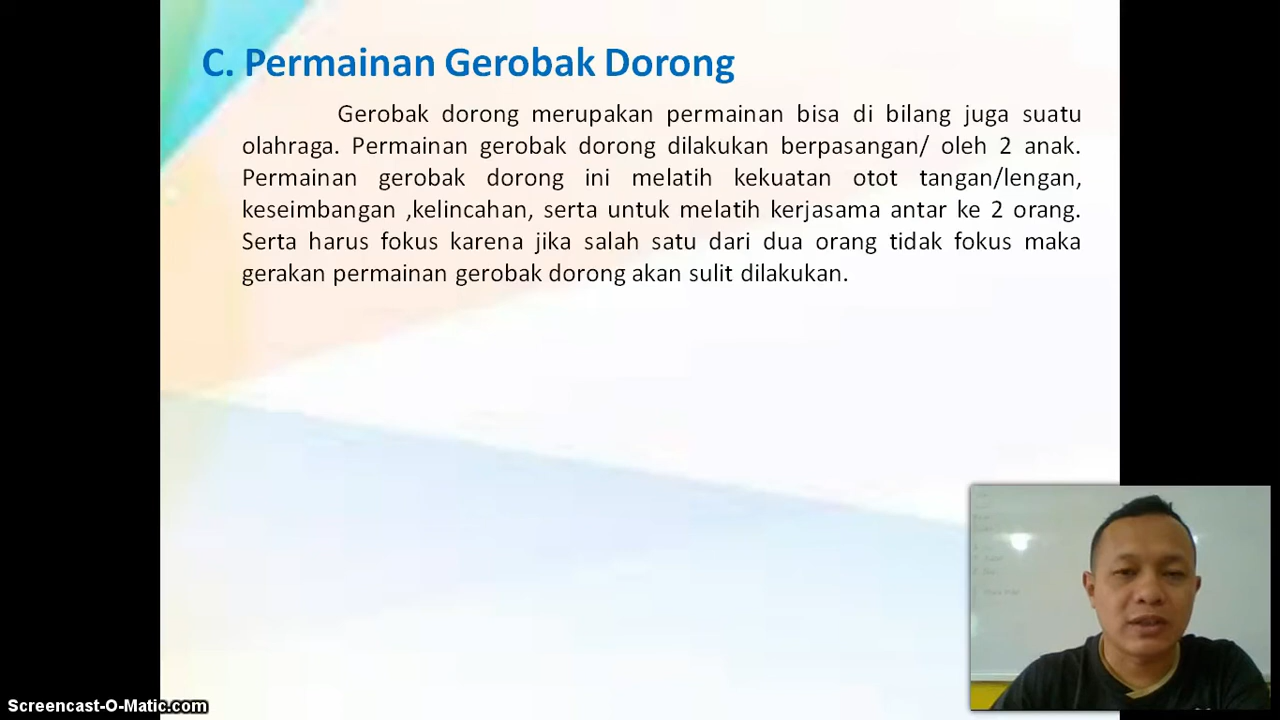 C. Permainan Gerobak Dorong
Gerobak dorong merupakan permainan bisa di bilang juga suatu
olahraga. Permainan gerobak dorong dilakukan berpasangan/ oleh 2 anak.
Permainan gerobak dorong ini melatih kekuatan otot tangan/lengan,
keseimbangan ,kelincahan, serta untuk melatih kerjasama antar ke 2 orang.
Serta harus fokus karena jika salah satu dari dua orang tidak fokus maka
gerakan permainan gerobak dorong akan sulit dilakukan.
Screencast-O-Matic.com